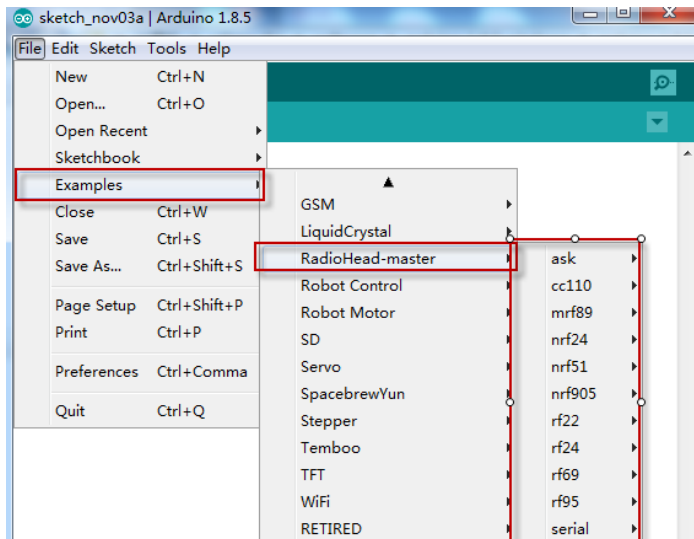 sketch_nov03a | Arduino 1.8.5
File Edit Sketch Tools Help
New Ctrl+N
Open... Ctrl+O
Open Recent
Sketchbook
Examples
Close Ctrl+W
Save Ctrl+S
Save As... Ctrl+Shift+S
Page Setup Ctrl+Shift+P
Print Ctrl+P
Preferences Ctrl+Comma
Quit Ctrl+Q
GSM
LiquidCrystal
RadioHead-master
Robot Control
Robot Motor
SD
Servo
SpacebrewYun
Stepper
Temboo
TFT
WiFi
RETIRED
ask
cc110
mrf89
nrf24
nrf51
nrf905
rf22
rf24
rf69
rf95
serial